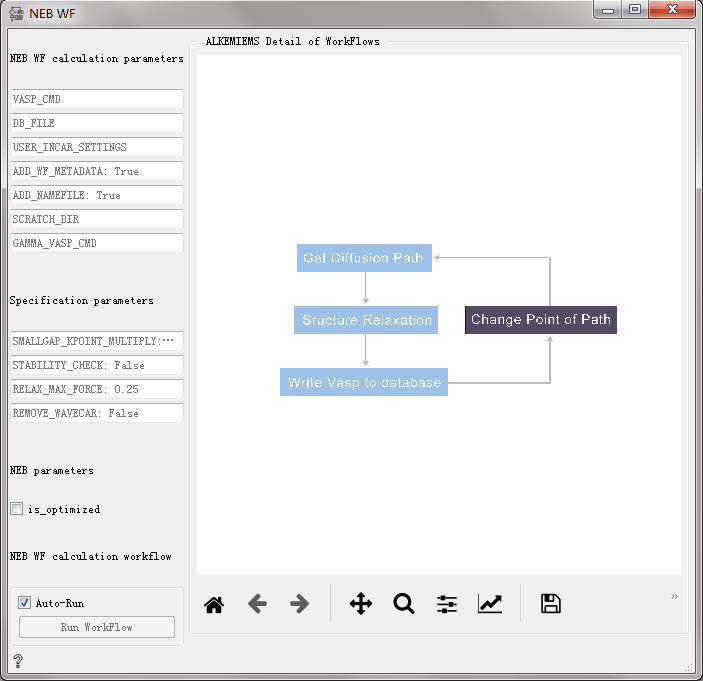 NEB WF
NEB WF calculation parameters
VASP_CMD
DB_FILE
USER_INCAR_SETTINGS
ADD_WF_METADATA: True
ADD_NAMEFILE: True
SCRATCH_DIR
GAMMA_VASP_CMD
Specification parameters
SMALLGAP_KPOINT_MULTIPLY:···
STABILITY_CHECK: False
RELAX_MAX_FORCE: 0.25
REMOVE_WAVECAR: False
NEB parameters
is_optimized
NEB WF calculation workflow
Auto-Run
Run WorkFlow
?
ALKEMIEMS Detail of WorkFlows
Get Diffusion Path
Sructure Relaxation
Change Point of Path
Write Vasp to database
»